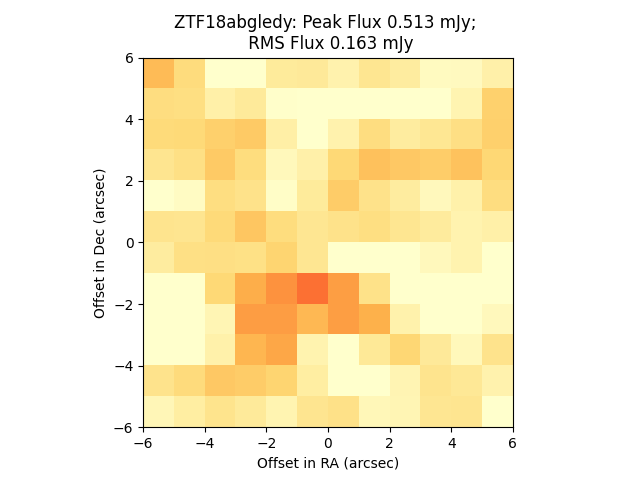 ZTF18abgledy: Peak Flux 0.513 mJy;
RMS Flux 0.163 mJy
6
4
2
0
−2
−4
−6
Offset in Dec (arcsec)
−6 −4 −2 0 2 4 6
Offset in RA (arcsec)